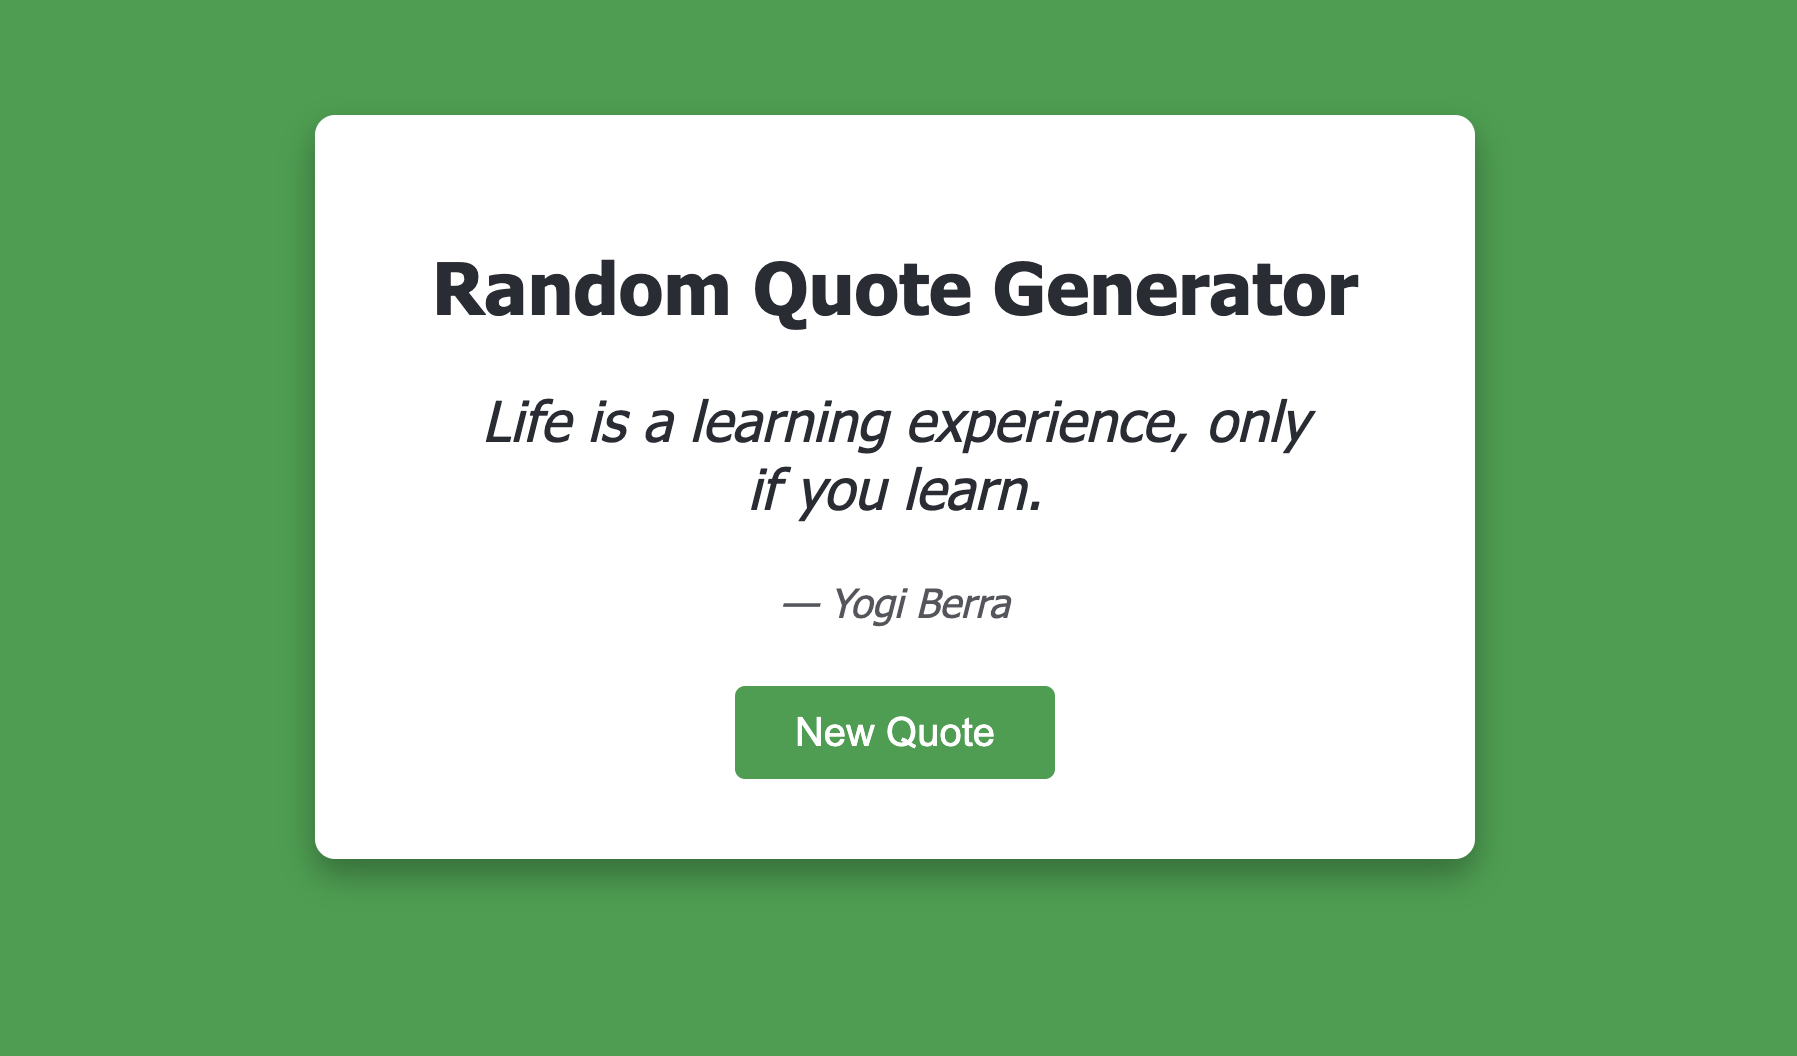 Random Quote Generator
Life is a learning experience, only
if you learn.
— Yogi Berra
New Quote